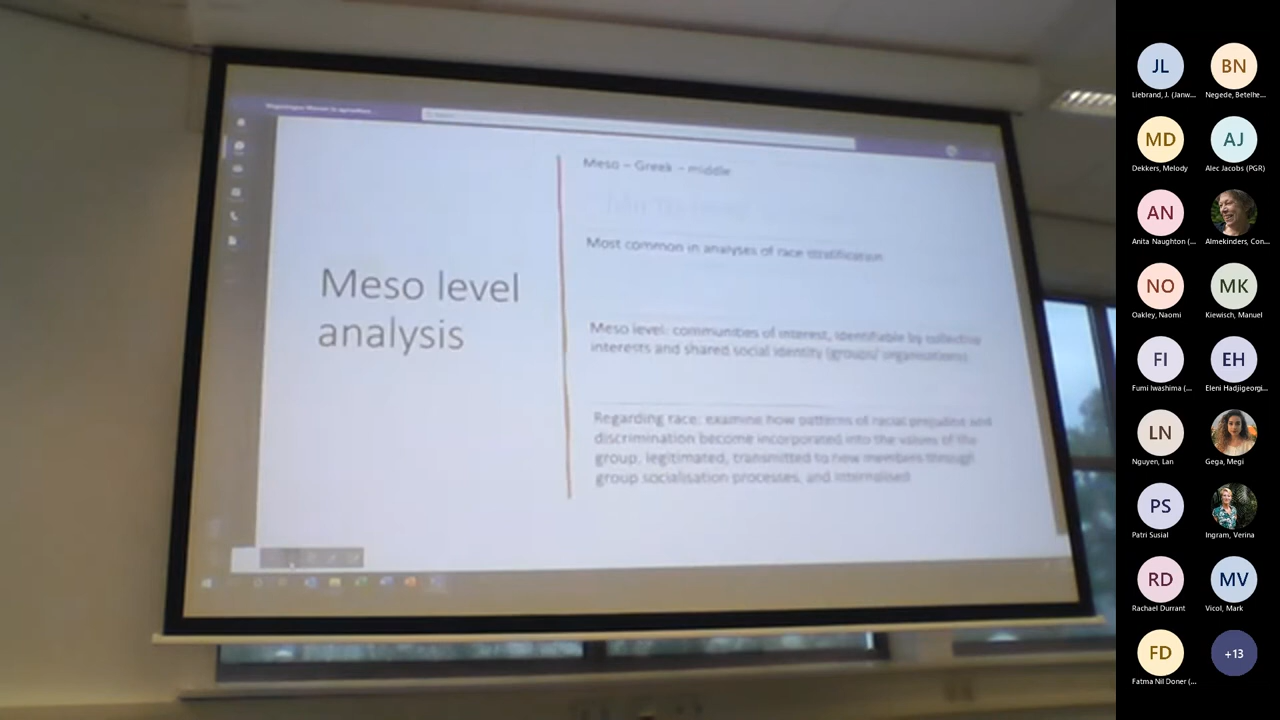 Meso level
analysis
Meso – Greek – middle
Most common in analyses of race stratification
Meso level: communities of interest, identifiable by collective
interests and shared social identity (groups/ organisations)
Regarding race: examine how patterns of racial prejudice and
discrimination become incorporated into the values of the
group, legitimated, transmitted to new members through
group socialisation processes, and internalised
JL
BN
Liebrand, J. (Janw...
Negede, Betelhe...
MD
AJ
Dekkers, Melody
Alec Jacobs (PGR)
AN
Anita Naughton (...
Almekinders, Con...
NO
MK
Oakley, Naomi
Kiewisch, Manuel
FI
EH
Fumi Iwashima (...
Eleni Hadjigeorgi...
LN
Nguyen, Lan
Gega, Megi
PS
Patri Susial
Ingram, Verina
RD
MV
Rachael Durrant
Vicol, Mark
FD
+13
Fatma Nil Doner (...